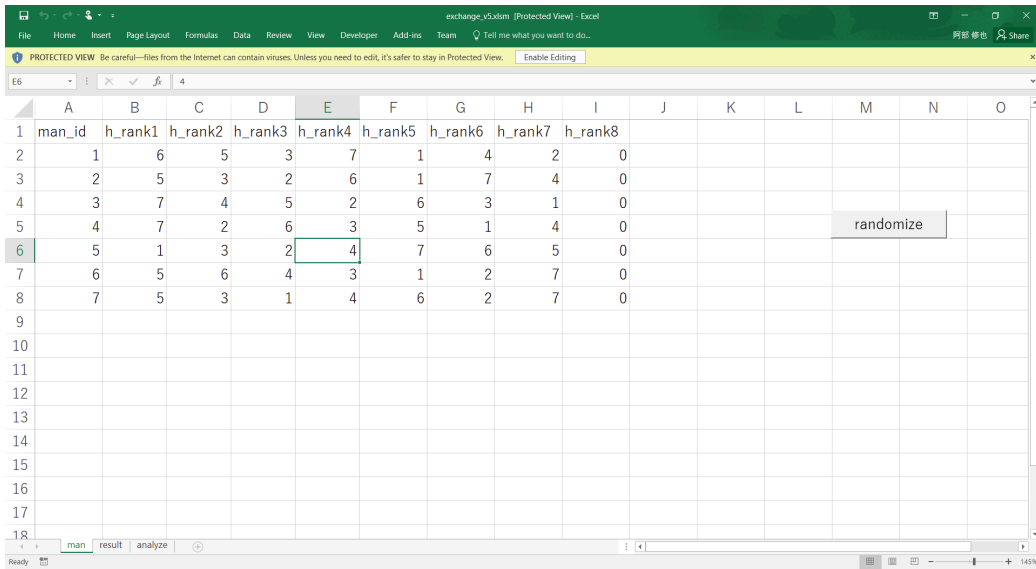 exchange_v5.xlsm [Protected View] - Excel
File Home Insert Page Layout Formulas Data Review View Developer Add-ins Team Tell me what you want to do... 阿部 修也 Share
PROTECTED VIEW Be careful—files from the Internet can contain viruses. Unless you need to edit, it's safer to stay in Protected View. Enable Editing
E6 fx 4
A B C D E F G H I J K L M N O
1 man_id h_rank1 h_rank2 h_rank3 h_rank4 h_rank5 h_rank6 h_rank7 h_rank8
2 1 6 5 3 7 1 4 2 0
3 2 5 3 2 6 1 7 4 0
4 3 7 4 5 2 6 3 1 0
5 4 7 2 6 3 5 1 4 0 randomize
6 5 1 3 2 4 7 6 5 0
7 6 5 6 4 3 1 2 7 0
8 7 5 3 1 4 6 2 7 0
9
10
11
12
13
14
15
16
17
18
man result analyze
Ready 145%